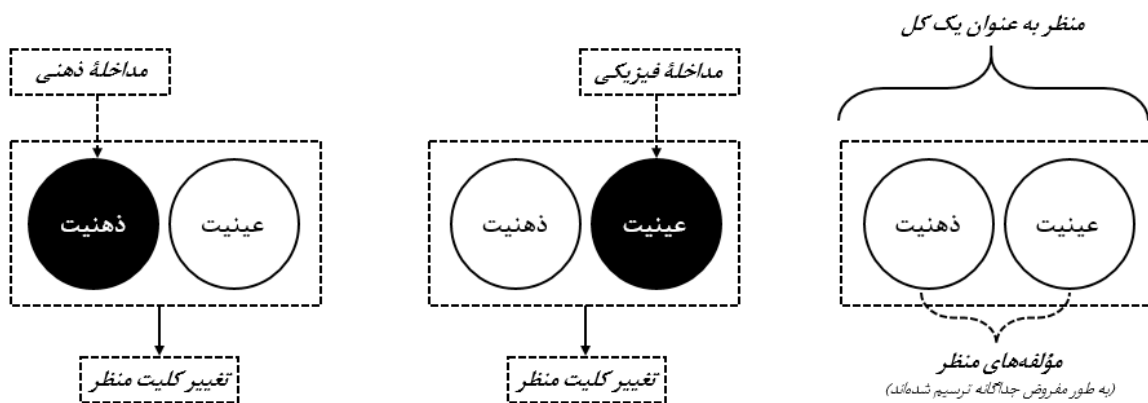 منظر به عنوان یک کل
عینیت
ذهنیت
مؤلفه‌های منظر
(به طور مفروض جداگانه ترسیم شده‌اند)
مداخلهٔ فیزیکی
عینیت
ذهنیت
تغییر کلیت منظر
مداخلهٔ ذهنی
عینیت
ذهنیت
تغییر کلیت منظر